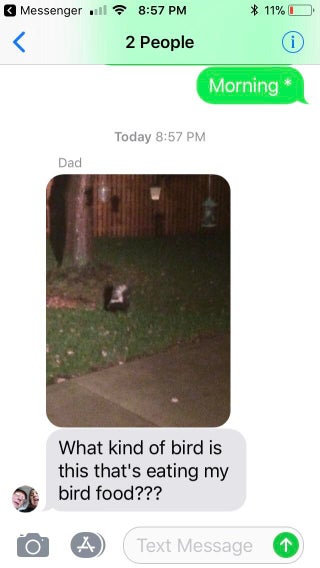 Messenger 8:57 PM 11%
2 People
Morning *
Today 8:57 PM
Dad
What kind of bird is
this that's eating my
bird food???
Text Message